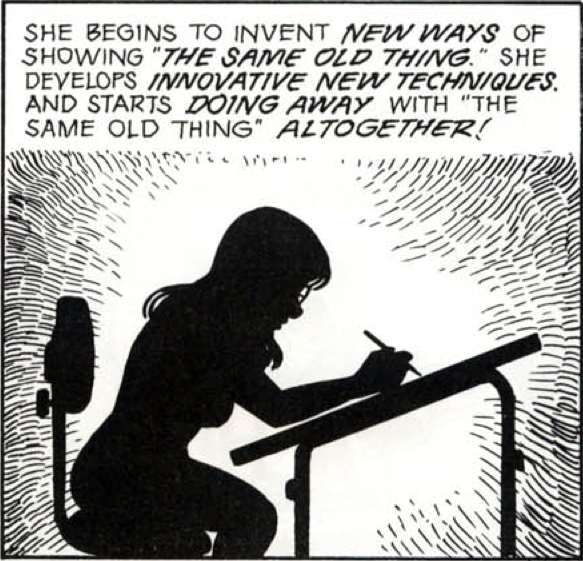 SHE BEGINS TO INVENT NEW WAYS OF
SHOWING "THE SAME OLD THING." SHE
DEVELOPS INNOVATIVE NEW TECHNIQUES.
AND STARTS DOING AWAY WITH "THE
SAME OLD THING" ALTOGETHER!